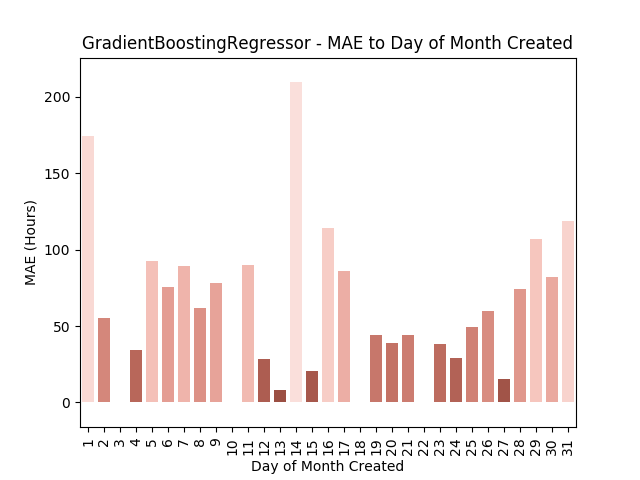 GradientBoostingRegressor - MAE to Day of Month Created
200
150
100
50
0
MAE (Hours)
1 2 3 4 5 6 7 8 9 10 11 12 13 14 15 16 17 18 19 20 21 22 23 24 25 26 27 28 29 30 31
Day of Month Created